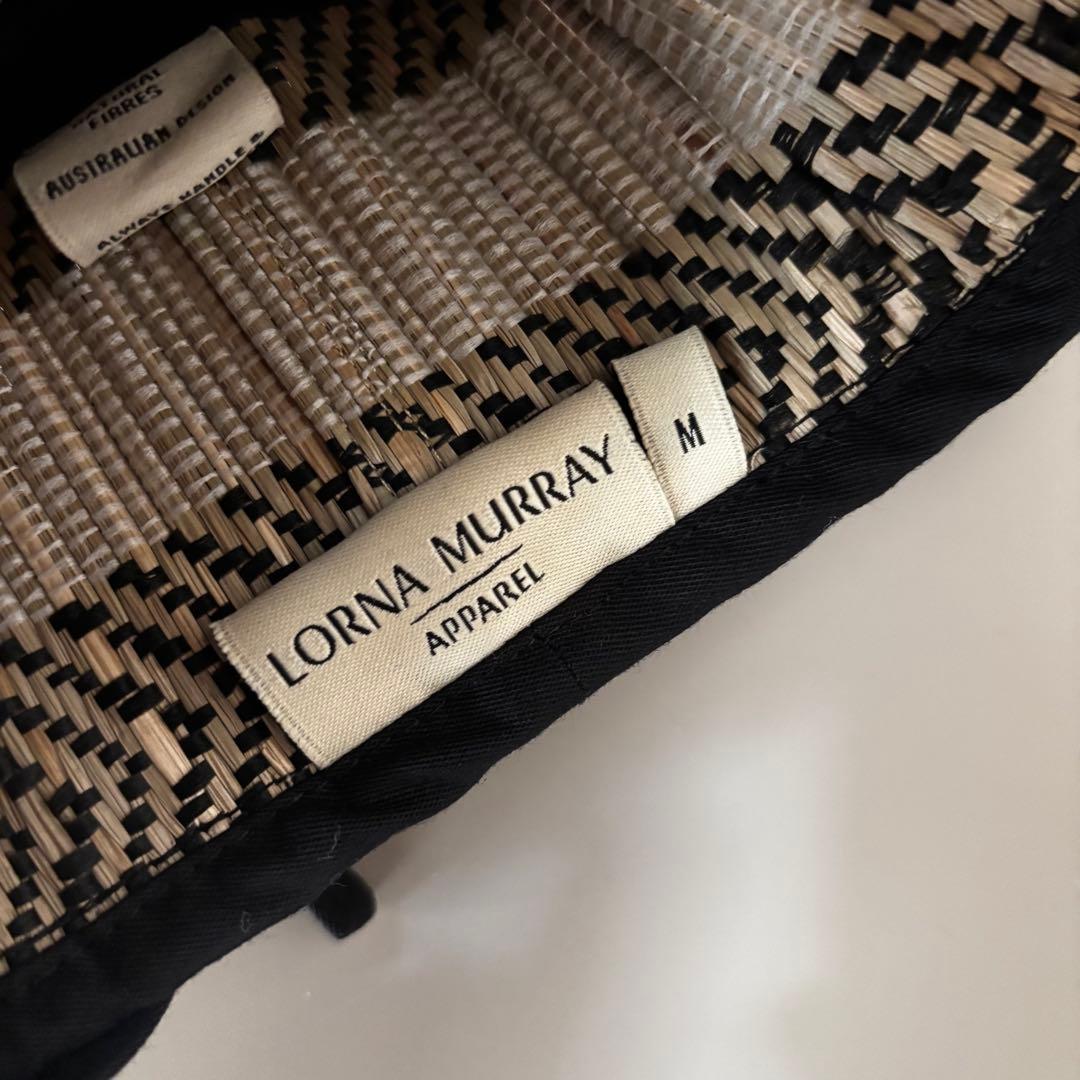 NATURAL
FIBRES
AUSTRALIAN DESIGN
ALWAYS HANDLE
LORNA MURRAY
APPAREL
M